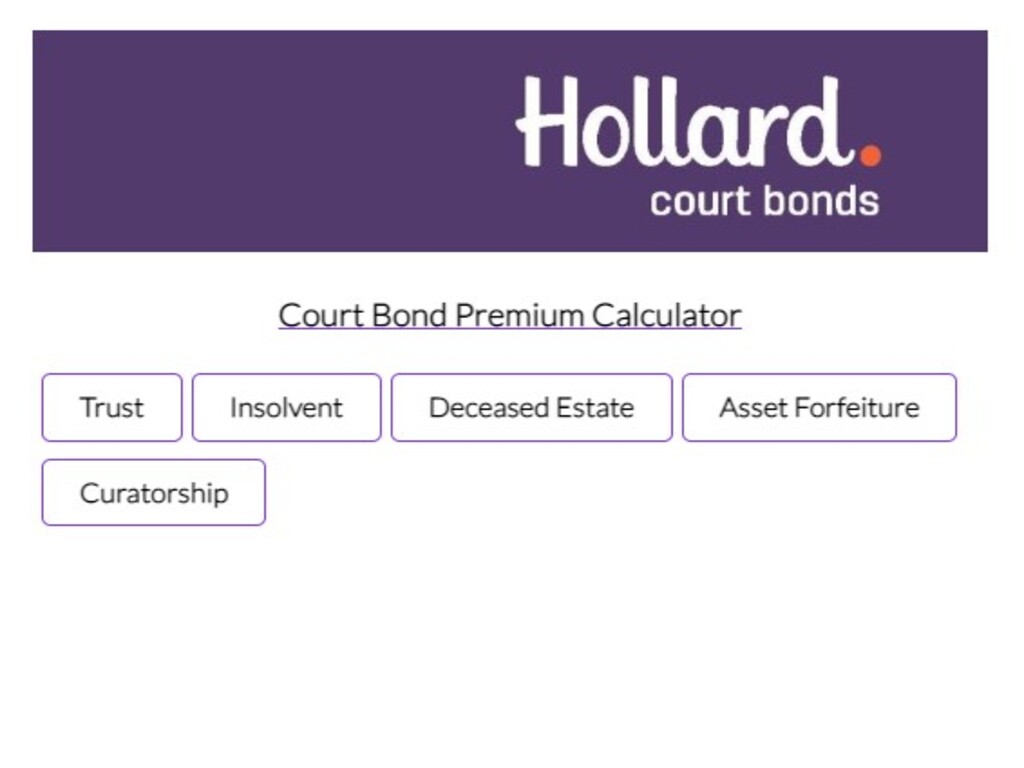 Hollard.
court bonds
Court Bond Premium Calculator
Trust Insolvent Deceased Estate Asset Forfeiture
Curatorship